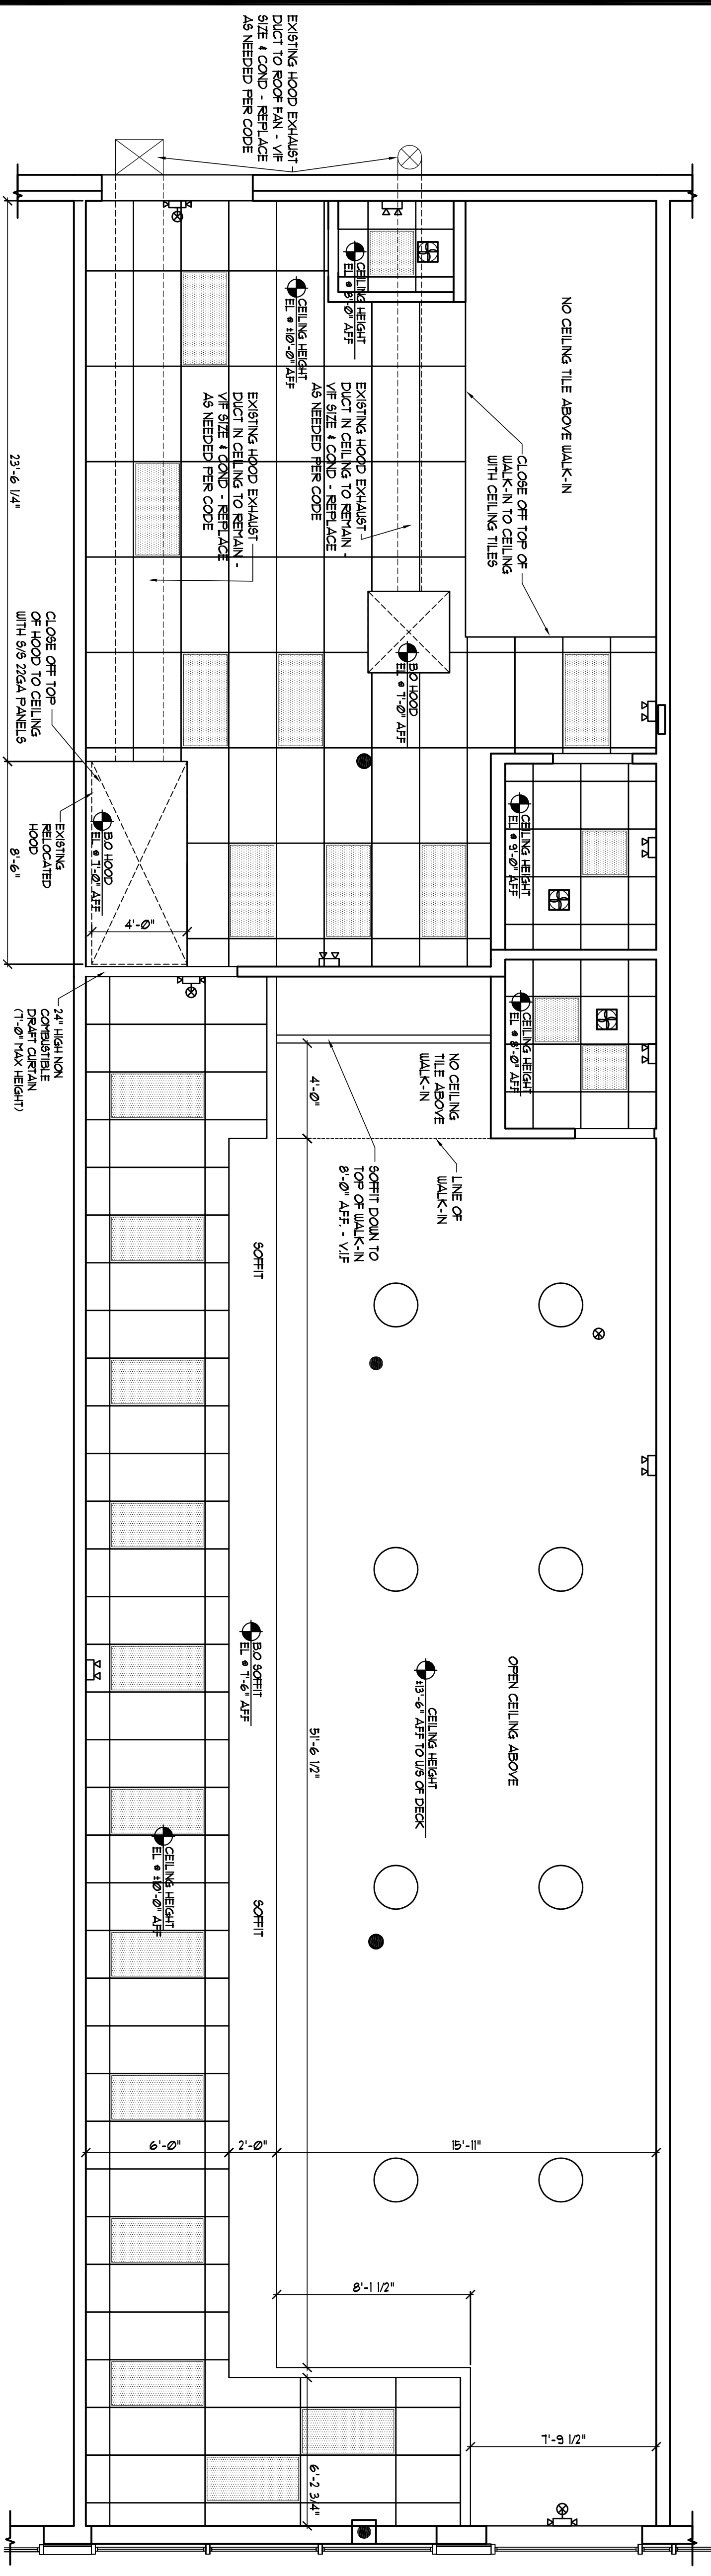 EXISTING HOOD EXHAUST
DUCT TO ROOF FAN - VIF
SIZE & COND - REPLACE
AS NEEDED PER CODE
NO CEILING TILE ABOVE WALK-IN
CLOSE OFF TOP OF
WALK-IN TO CEILING
WITH CEILING TILES
CEILING HEIGHT
EL @ 8'-0" AFF
CEILING HEIGHT
EL @ ±10'-0" AFF
EXISTING HOOD EXHAUST
DUCT IN CEILING TO REMAIN -
VIF SIZE & COND - REPLACE
AS NEEDED PER CODE
EXISTING HOOD EXHAUST
DUCT IN CEILING TO REMAIN -
VIF SIZE & COND - REPLACE
AS NEEDED PER CODE
23'-6 1/4"
CLOSE OFF TOP
OF HOOD TO CEILING
WITH S/S 22GA PANELS
B.O HOOD
EL @ 7'-0" AFF
B.O HOOD
EL @ 7'-0" AFF
4'-0"
EXISTING
RELOCATED
HOOD
8'-6"
CEILING HEIGHT
EL @ 9'-0" AFF
CEILING HEIGHT
EL @ 8'-0" AFF
24" HIGH NON
COMBUSTIBLE
DRAFT CURTAIN
(7'-0" MAX HEIGHT)
NO CEILING
TILE ABOVE
WALK-IN
4'-0"
LINE OF
WALK-IN
SOFFIT DOWN TO
TOP OF WALK-IN
8'-0" AFF. - V.I.F
SOFFIT
OPEN CEILING ABOVE
CEILING HEIGHT
±13'-6" AFF TO U/S OF DECK
51'-6 1/2"
B.O SOFFIT
EL @ 7'-6" AFF
CEILING HEIGHT
EL @ ±10'-0" AFF
SOFFIT
6'-0"
2'-0"
15'-11"
8'-1 1/2"
7'-9 1/2"
6'-2 3/4"